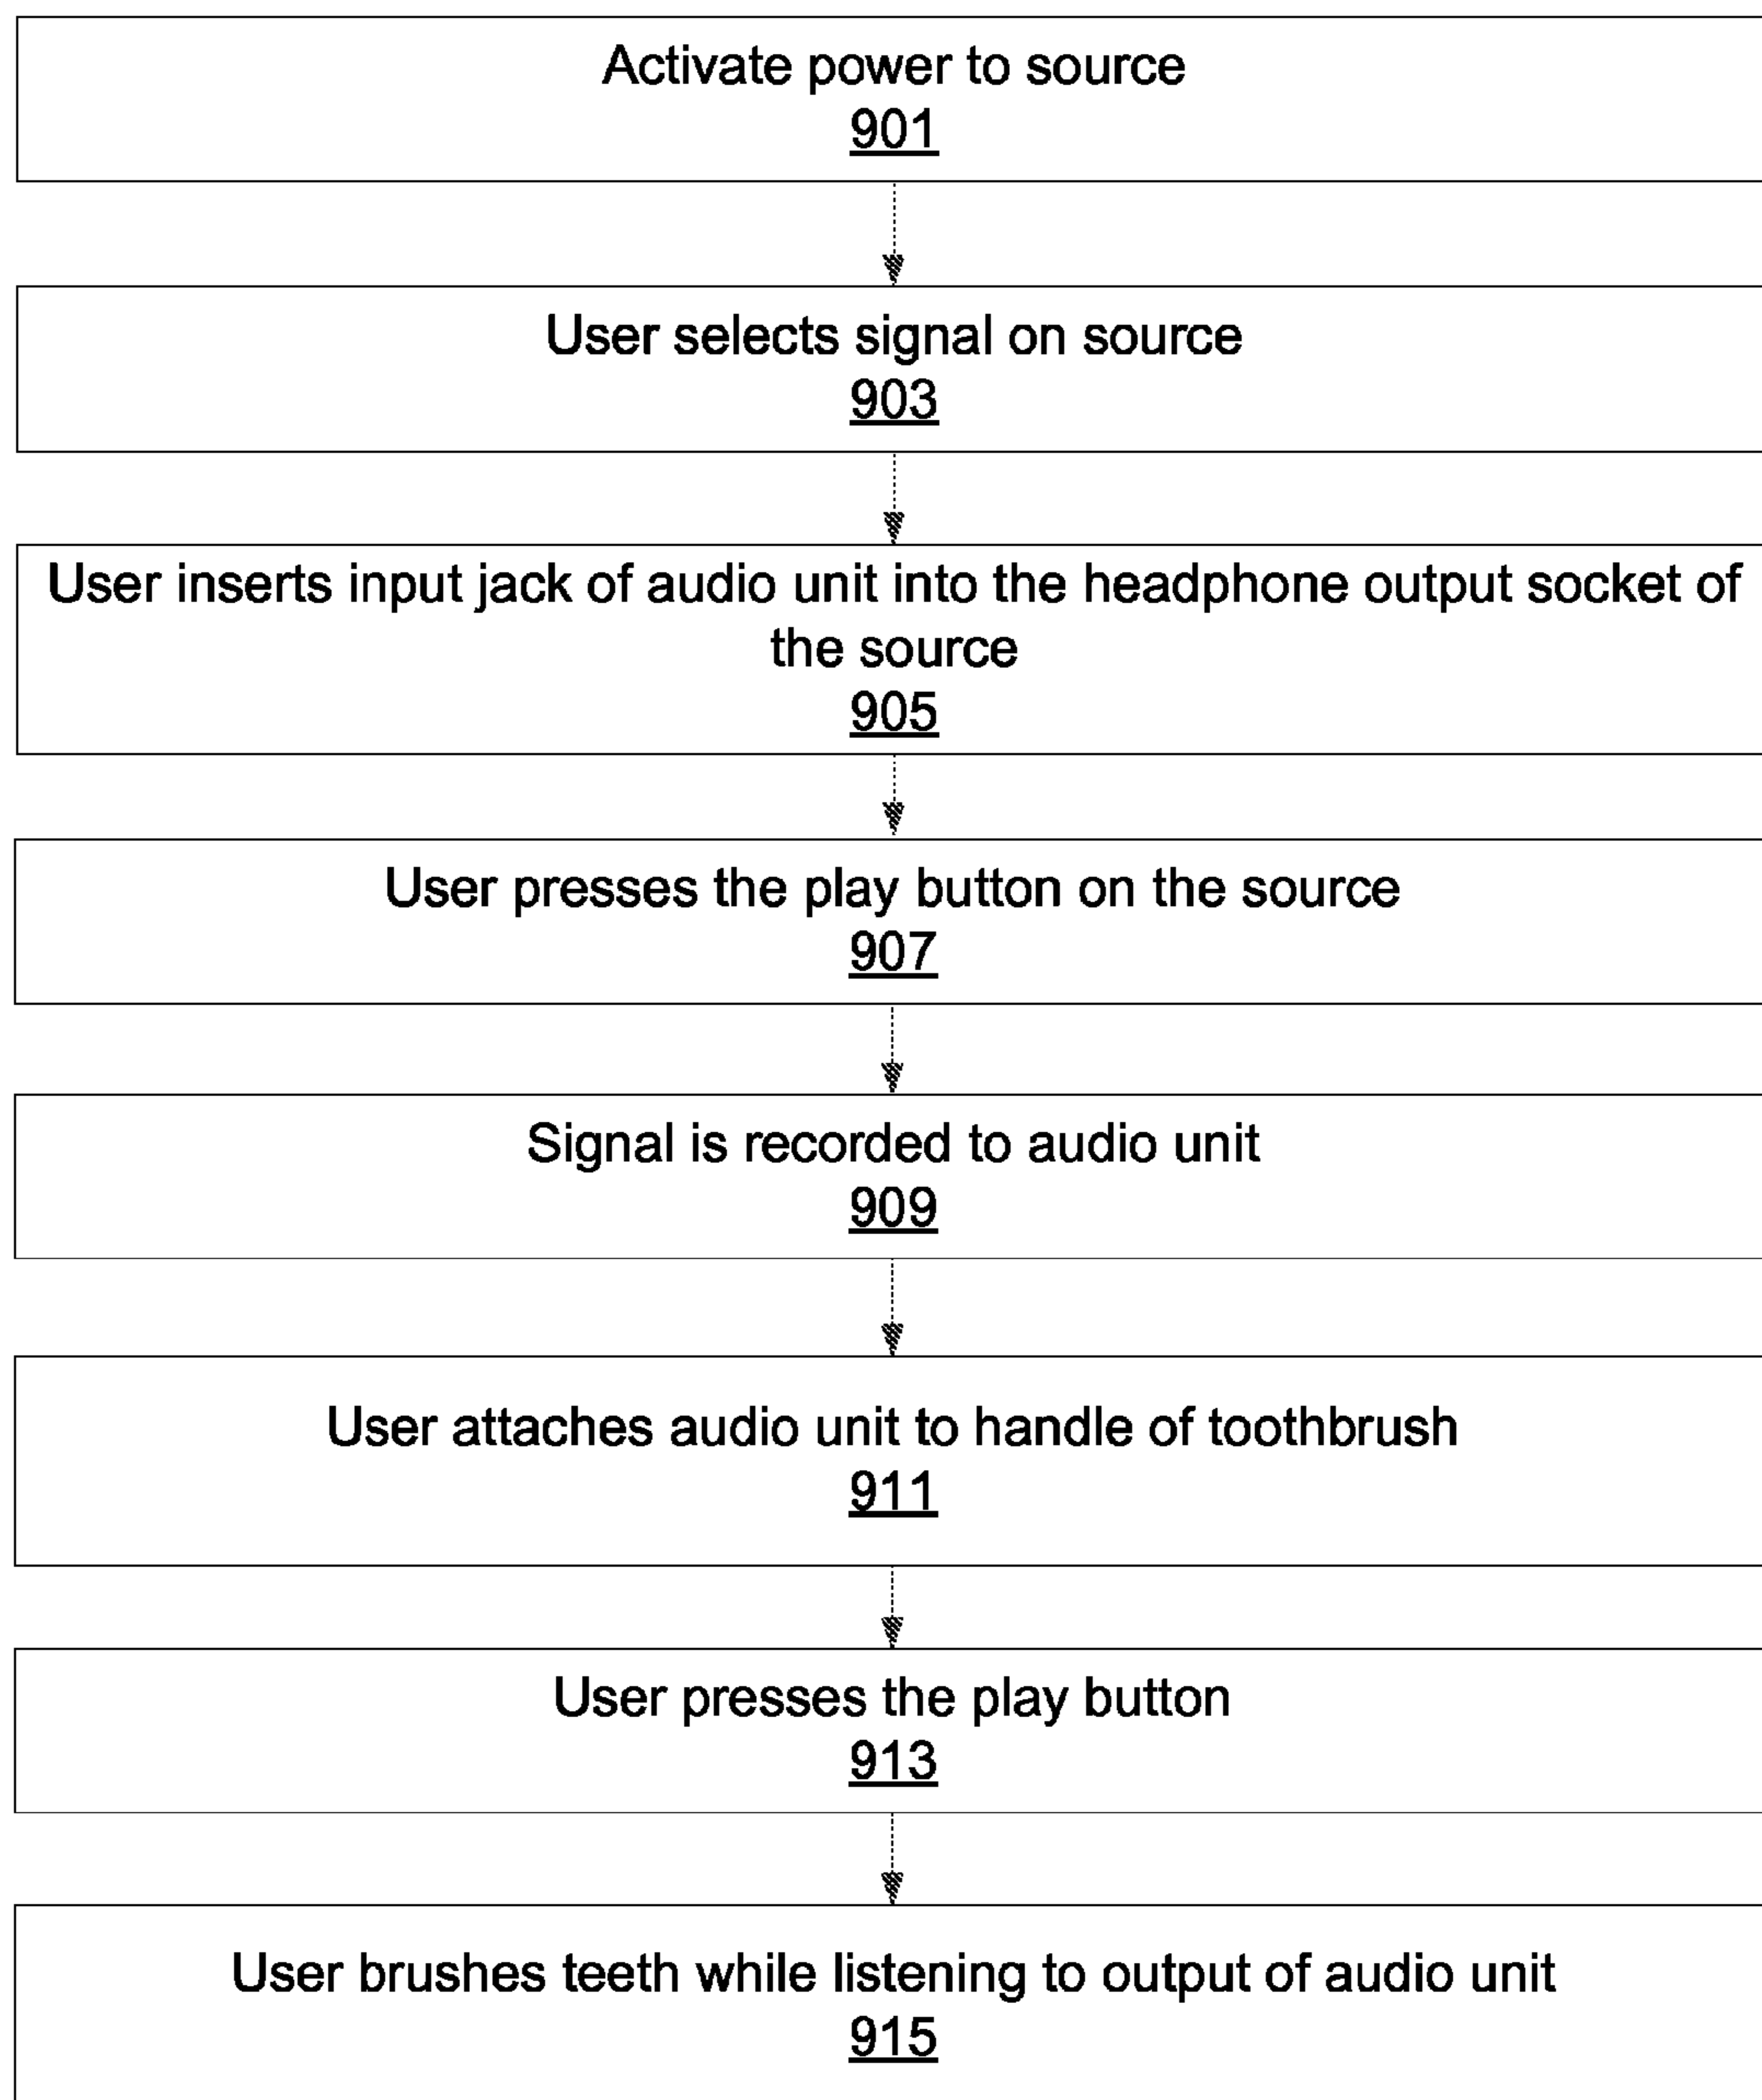 Activate power to source
901
User selects signal on source
903
User inserts input jack of audio unit into the headphone output socket of
the source
905
User presses the play button on the source
907
Signal is recorded to audio unit
909
User attaches audio unit to handle of toothbrush
911
User presses the play button
913
User brushes teeth while listening to output of audio unit
915